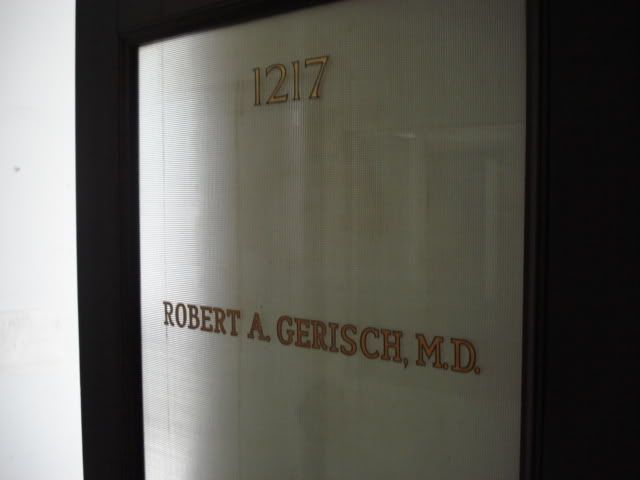 1217
ROBERT A. GERISCH, M.D.